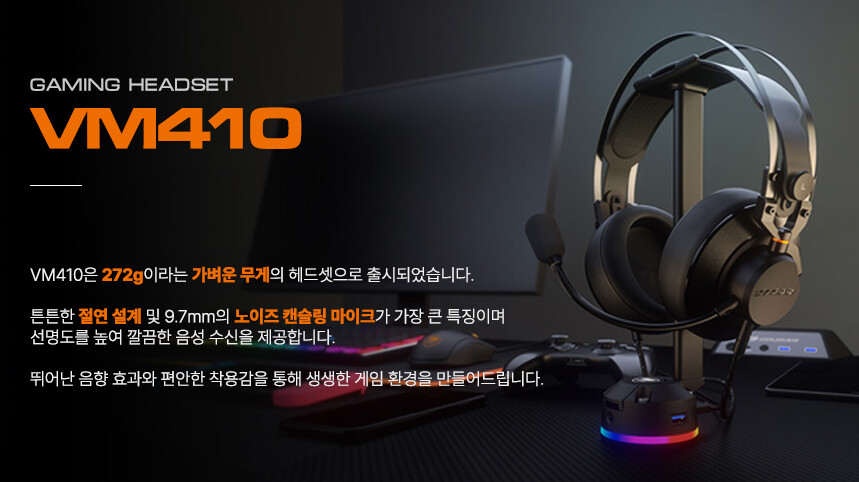 GAMING HEADSET
VM410
VM410은 272g이라는 가벼운 무게의 헤드셋으로 출시되었습니다.
튼튼한 절연 설계 및 9.7mm의 노이즈 캔슬링 마이크가 가장 큰 특징이며
선명도를 높여 깔끔한 음성 수신을 제공합니다.
뛰어난 음향 효과와 편안한 착용감을 통해 생생한 게임 환경을 만들어드립니다.
COUGAR
L